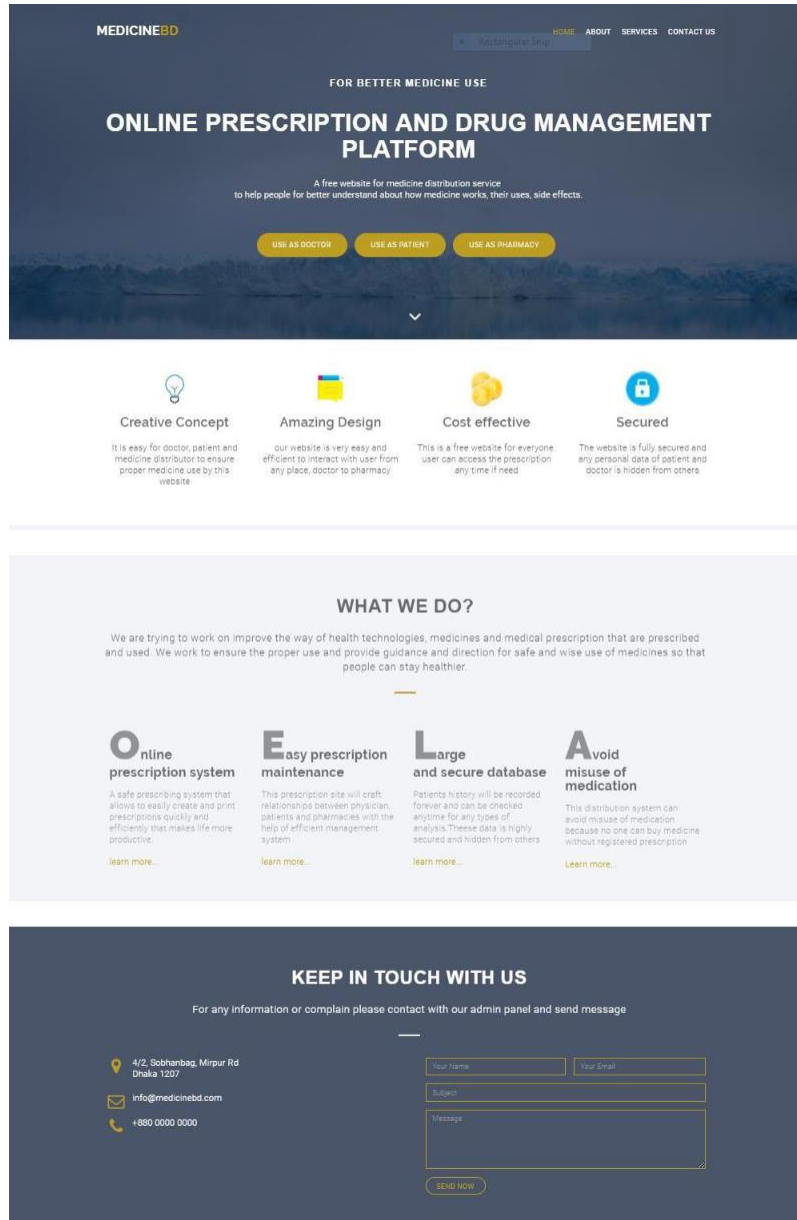 MEDICINEBD
HOME ABOUT SERVICES CONTACT US
Rectangular Snip
FOR BETTER MEDICINE USE
ONLINE PRESCRIPTION AND DRUG MANAGEMENT
PLATFORM
A free website for medicine distribution service
to help people for better understand about how medicine works, their uses, side effects.
USE AS DOCTOR USE AS PATIENT USE AS PHARMACY
Creative Concept
It is easy for doctor, patient and
medicine distributor to ensure
proper medicine use by this
website
Amazing Design
our website is very easy and
efficient to interact with user from
any place, doctor to pharmacy
Cost effective
This is a free website for everyone.
user can access the prescription
any time if need
Secured
The website is fully secured and
any personal data of patient and
doctor is hidden from others
WHAT WE DO?
We are trying to work on improve the way of health technologies, medicines and medical prescription that are prescribed
and used. We work to ensure the proper use and provide guidance and direction for safe and wise use of medicines so that
people can stay healthier.
Online
prescription system
A safe prescribing system that
allows to easily create and print
prescriptions quickly and
efficiently that makes life more
productive.
learn more...
Easy prescription
maintenance
This prescription site will craft
relationships between physician,
patients and pharmacies with the
help of efficient management
system
learn more...
Large
and secure database
Patients history will be recorded
forever and can be checked
anytime for any types of
analysis.Theese data is highly
secured and hidden from others
learn more...
Avoid
misuse of
medication
This distribution system can
avoid misuse of medication
because no one can buy medicine
without registered prescription
Learn more...
KEEP IN TOUCH WITH US
For any information or complain please contact with our admin panel and send message
4/2, Sobhanbag, Mirpur Rd
Dhaka 1207
info@medicinebd.com
+880 0000 0000
Your Name Your Email
Subject
Message
SEND NOW